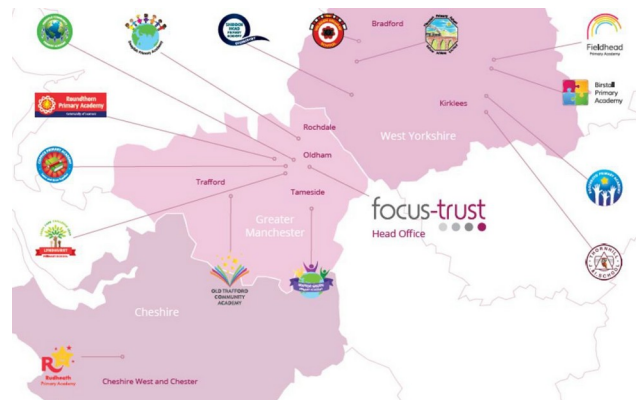 Bradford
Fieldhead
Primary Academy
Birstall
Primary
Academy
Roundthorn
Primary Academy
Kirklees
West Yorkshire
Rochdale
Oldham
Trafford
Tameside
focus-trust
Head Office
Greater
Manchester
OLD TRAFFORD
COMMUNITY
ACADEMY
THORNHILL
Cheshire
Rudheath
Primary Academy
Cheshire West and Chester